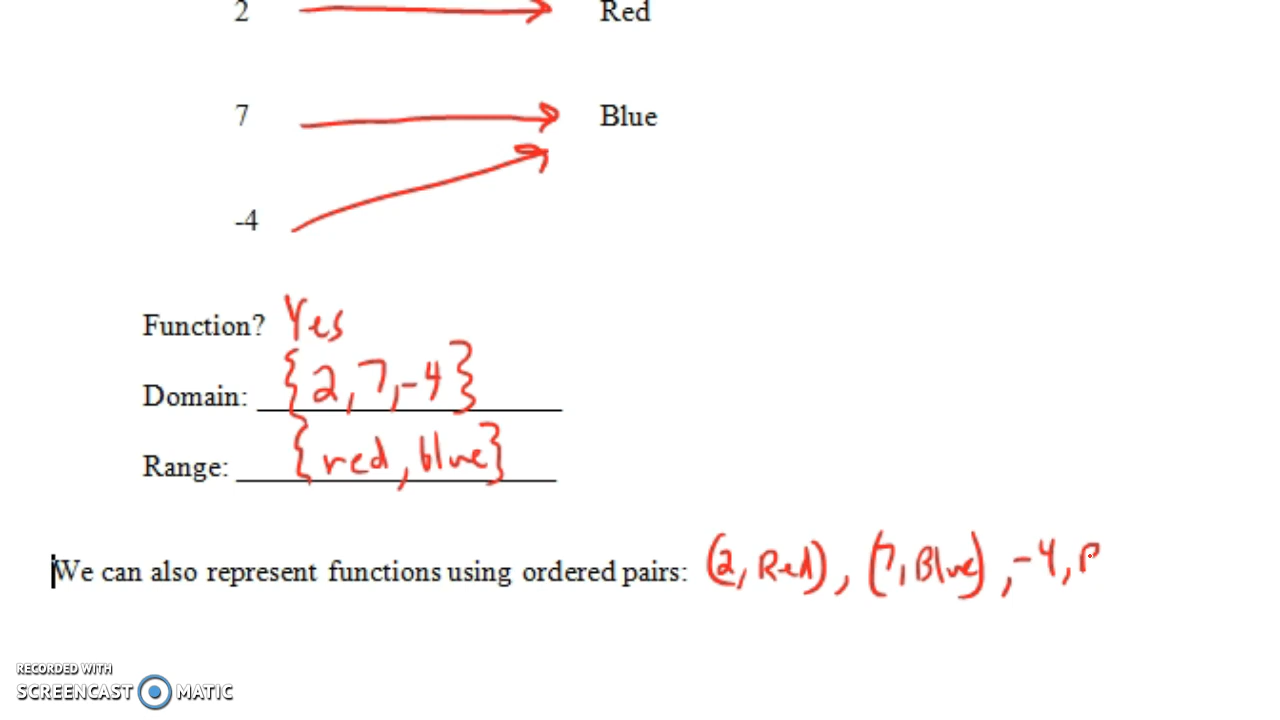 2 Red
7 Blue
-4
Function? Yes
Domain: {2, 7, -4}
Range: {red, blue}
We can also represent functions using ordered pairs: (2, Red), (7, Blue), -4,
RECORDED WITH
SCREENCAST MATIC